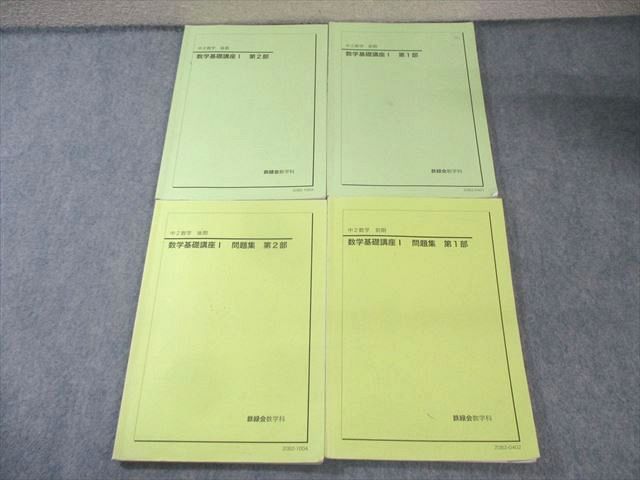 中2数学 後期
数学基礎講座Ⅰ 第2部
鉄緑会数学科
中2数学 前期
数学基礎講座Ⅰ 第1部
鉄緑会数学科
中2数学 後期
数学基礎講座Ⅰ 問題集 第2部
鉄緑会数学科
2082-1004
中2数学 前期
数学基礎講座Ⅰ 問題集 第1部
鉄緑会数学科
2082-0402